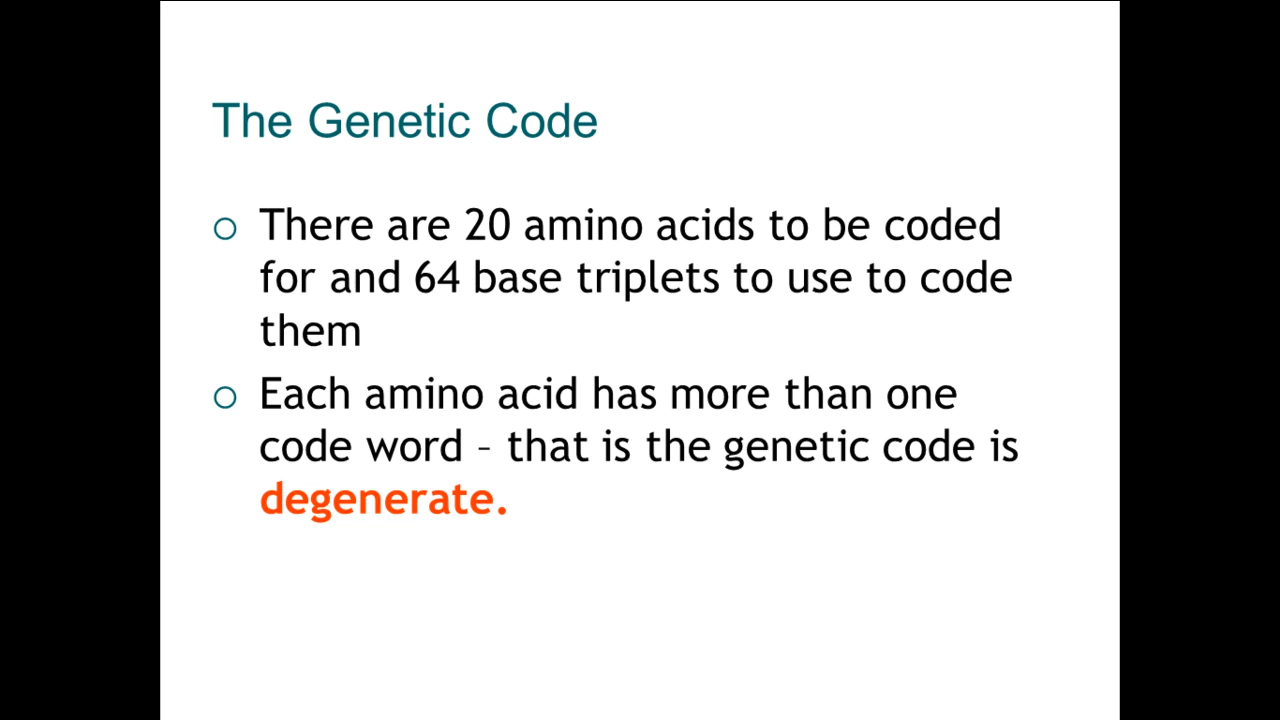 The Genetic Code
There are 20 amino acids to be coded
for and 64 base triplets to use to code
them
Each amino acid has more than one
code word – that is the genetic code is
degenerate.